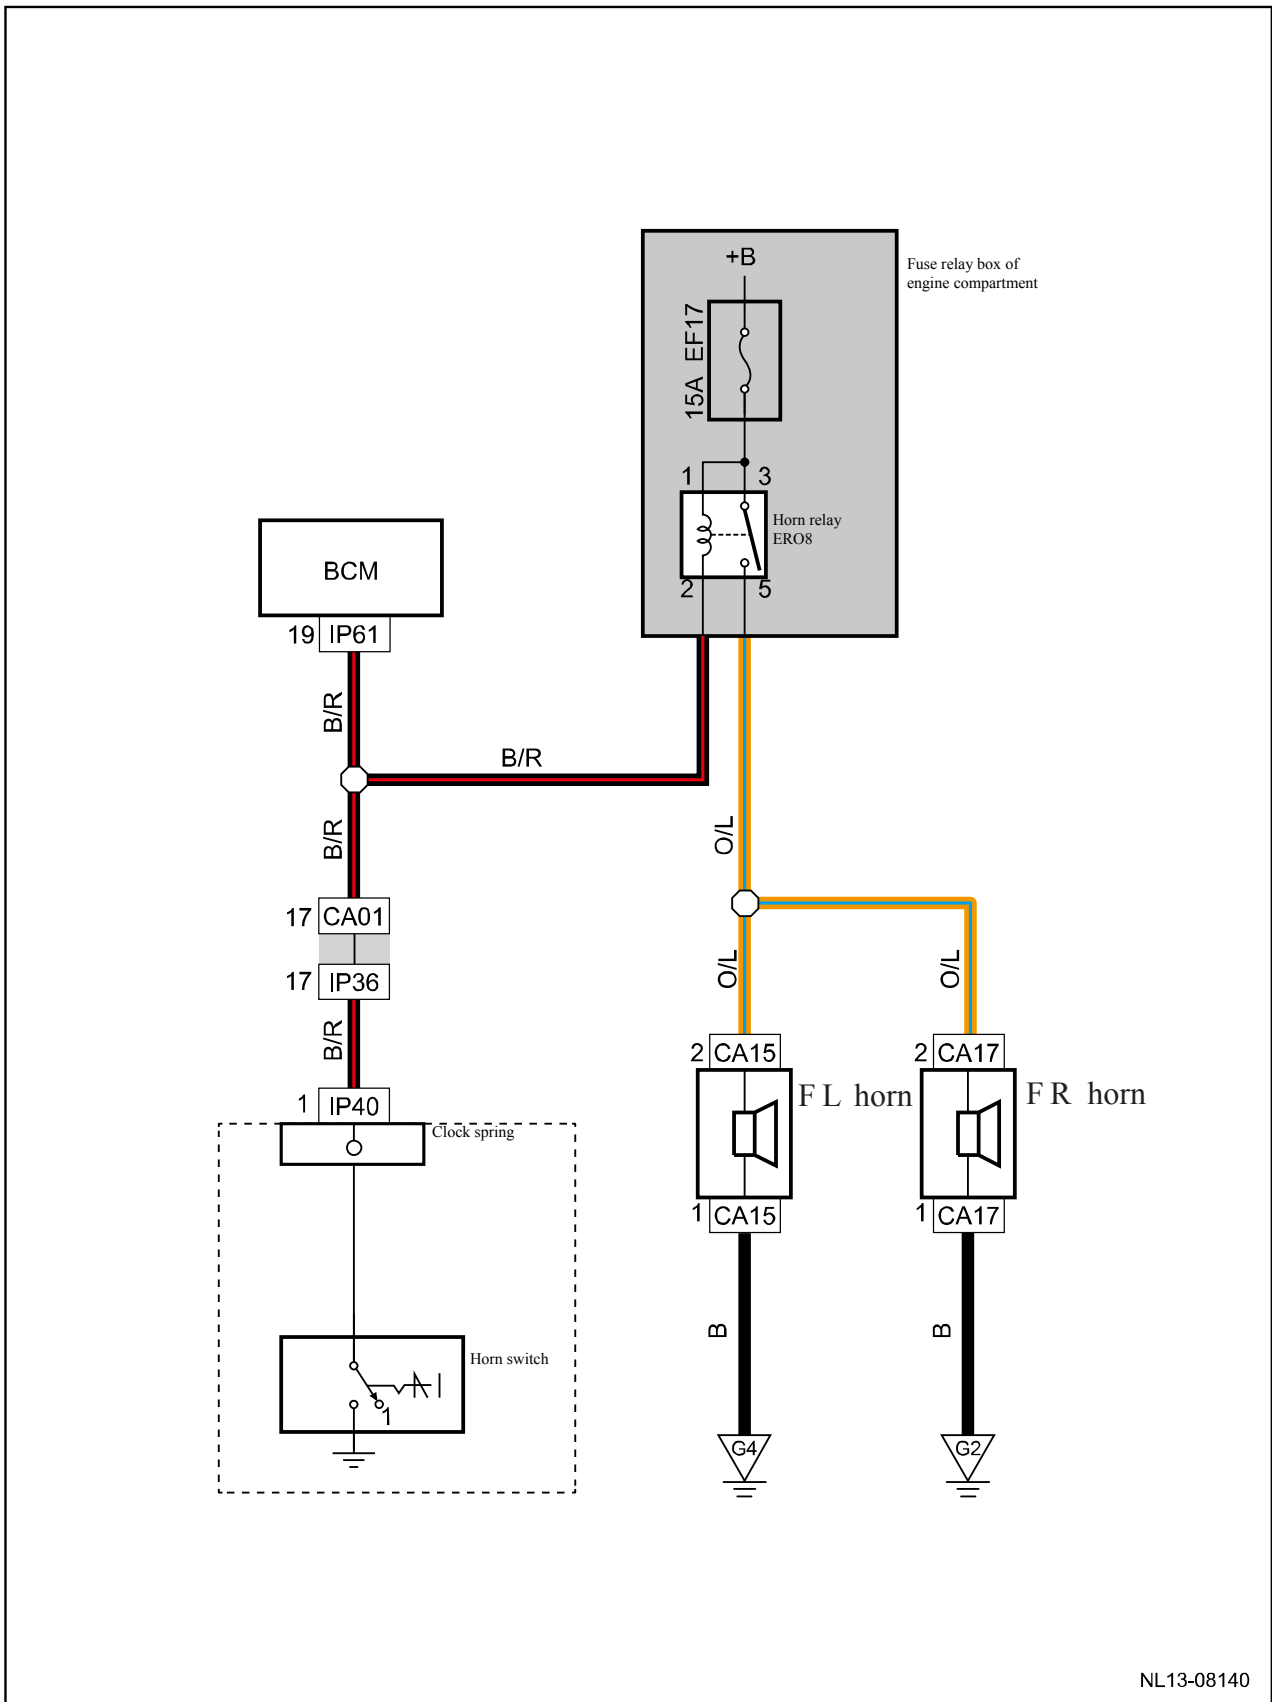 +B
Fuse relay box of
engine compartment
15A EF17
1
3
Horn relay
ERO8
2
5
BCM
19 IP61
B/R
B/R
B/R
O/L
17 CA01
17 IP36
O/L
O/L
B/R
2 CA15
2 CA17
F L horn
F R horn
1 IP40
Clock spring
1 CA15
1 CA17
B
B
Horn switch
1
G4
G2
NL13-08140